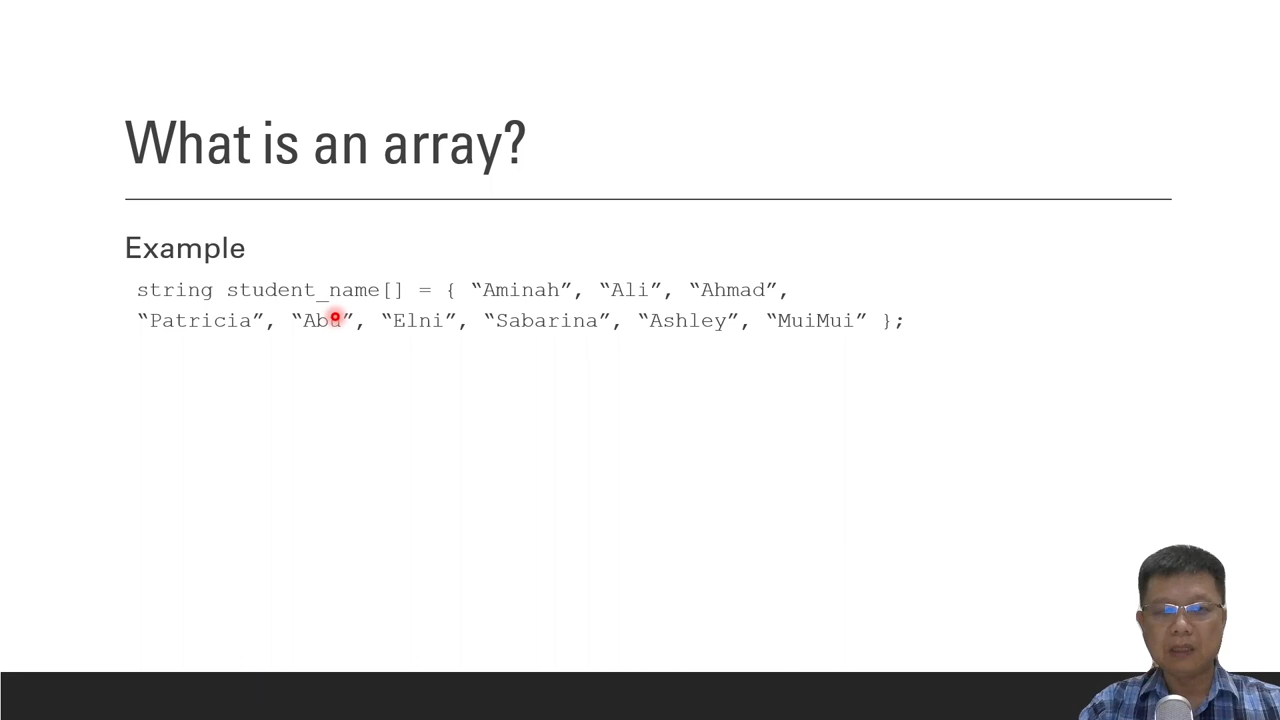 What is an array?
Example
string student_name[] = { “Aminah”, “Ali”, “Ahmad”,
“Patricia”, “Abu”, “Elni”, “Sabarina”, “Ashley”, “MuiMui” };